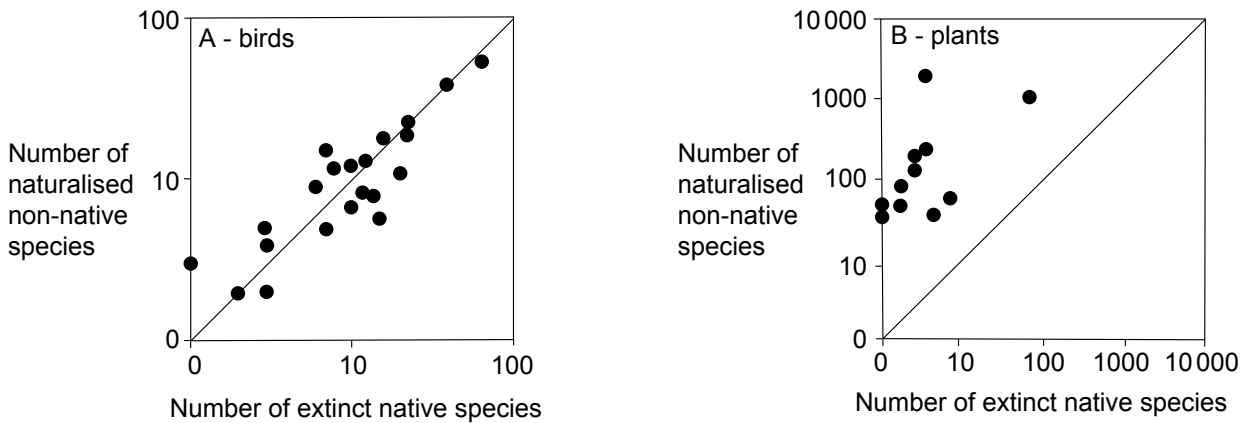 A - birds
100
10
0
Number of
naturalised
non-native
species
0
10
100
Number of extinct native species
B - plants
10 000
1000
100
10
0
Number of
naturalised
non-native
species
0
10
100
1000
10 000
Number of extinct native species